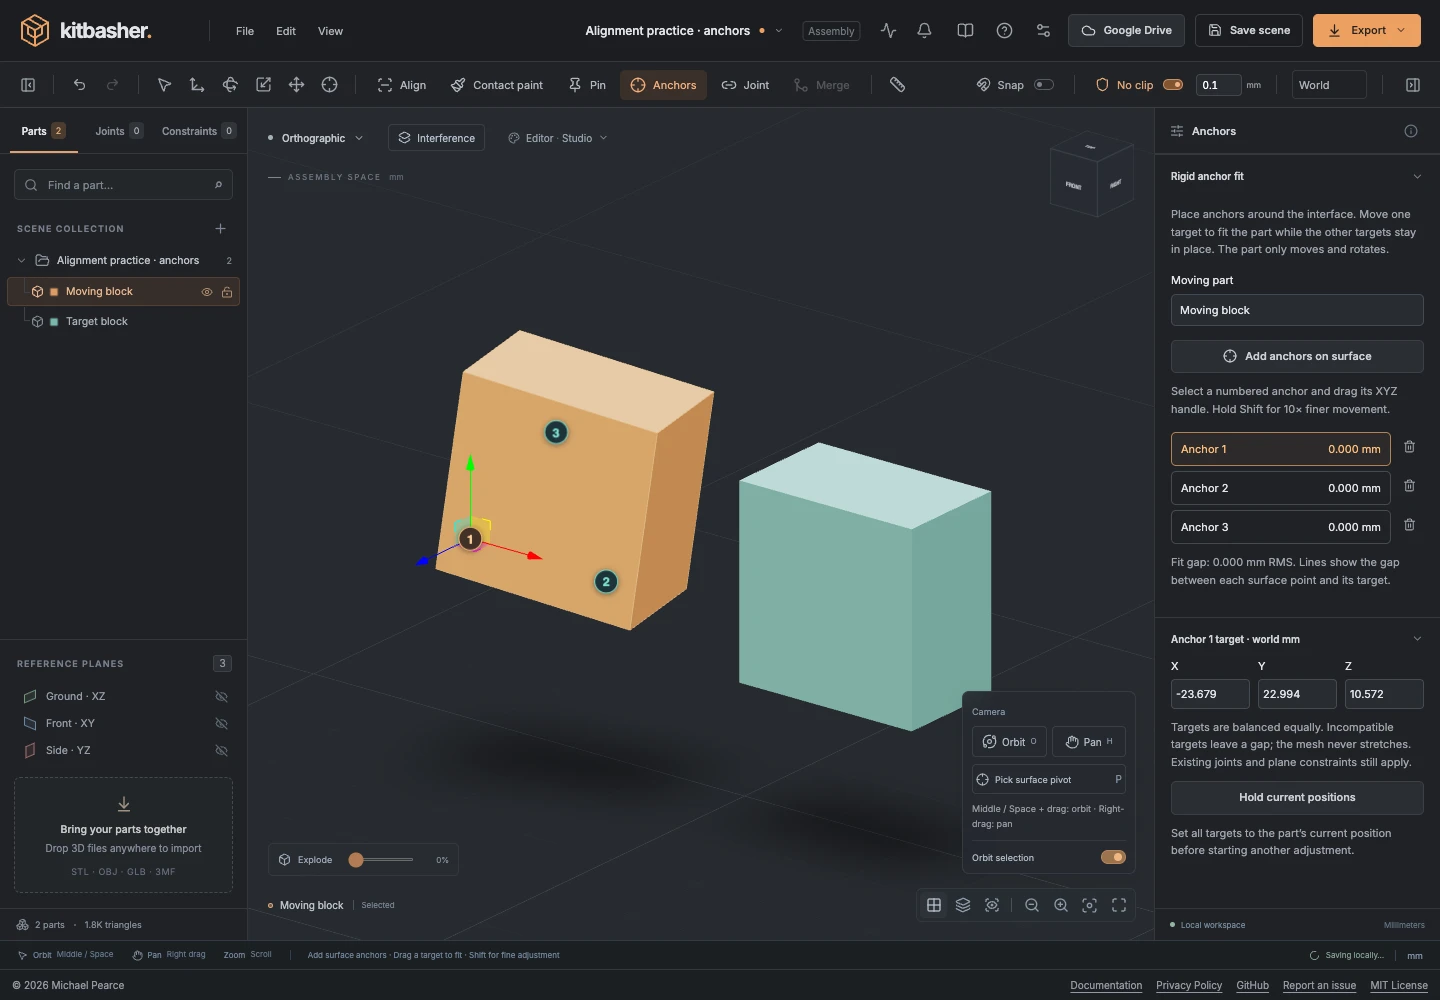 kitbasher.
File
Edit
View
Alignment practice · anchors
Assembly
Google Drive
Save scene
Export
Align
Contact paint
Pin
Anchors
Joint
Merge
Snap
No clip
0.1
mm
World
Parts 2
Joints 0
Constraints 0
Find a part...
SCENE COLLECTION
Alignment practice · anchors 2
Moving block
Target block
REFERENCE PLANES 3
Ground · XZ
Front · XY
Side · YZ
Bring your parts together
Drop 3D files anywhere to import
STL · OBJ · GLB · 3MF
2 parts · 1.8K triangles
Orthographic
Interference
Editor · Studio
ASSEMBLY SPACE mm
FRONT
RIGHT
3
1
2
Camera
Orbit O
Pan H
Pick surface pivot P
Middle / Space + drag: orbit · Right-
drag: pan
Orbit selection
Explode 0%
Moving block Selected
Anchors
Rigid anchor fit
Place anchors around the interface. Move one
target to fit the part while the other targets stay
in place. The part only moves and rotates.
Moving part
Moving block
Add anchors on surface
Select a numbered anchor and drag its XYZ
handle. Hold Shift for 10× finer movement.
Anchor 1 0.000 mm
Anchor 2 0.000 mm
Anchor 3 0.000 mm
Fit gap: 0.000 mm RMS. Lines show the gap
between each surface point and its target.
Anchor 1 target · world mm
X Y Z
-23.679 22.994 10.572
Targets are balanced equally. Incompatible
targets leave a gap; the mesh never stretches.
Existing joints and plane constraints still apply.
Hold current positions
Set all targets to the part's current position
before starting another adjustment.
Local workspace Millimeters
Orbit Middle / Space
Pan Right drag
Zoom Scroll
Add surface anchors · Drag a target to fit · Shift for fine adjustment
Saving locally... mm
© 2026 Michael Pearce
Documentation
Privacy Policy
GitHub
Report an issue
MIT License